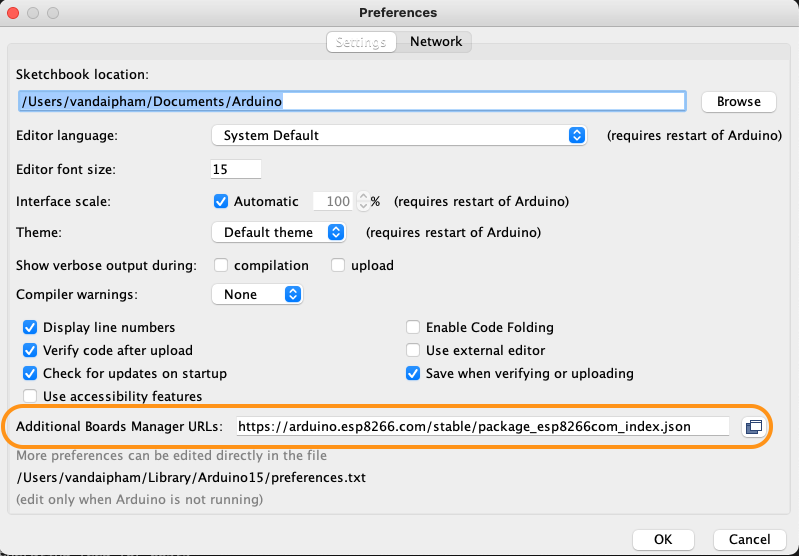 Preferences
Settings Network
Sketchbook location:
/Users/vandaipham/Documents/Arduino Browse
Editor language: System Default (requires restart of Arduino)
Editor font size: 15
Interface scale: Automatic 100 % (requires restart of Arduino)
Theme: Default theme (requires restart of Arduino)
Show verbose output during: compilation upload
Compiler warnings: None
Display line numbers Enable Code Folding
Verify code after upload Use external editor
Check for updates on startup Save when verifying or uploading
Use accessibility features
Additional Boards Manager URLs: https://arduino.esp8266.com/stable/package_esp8266com_index.json
More preferences can be edited directly in the file
/Users/vandaipham/Library/Arduino15/preferences.txt
(edit only when Arduino is not running)
OK Cancel